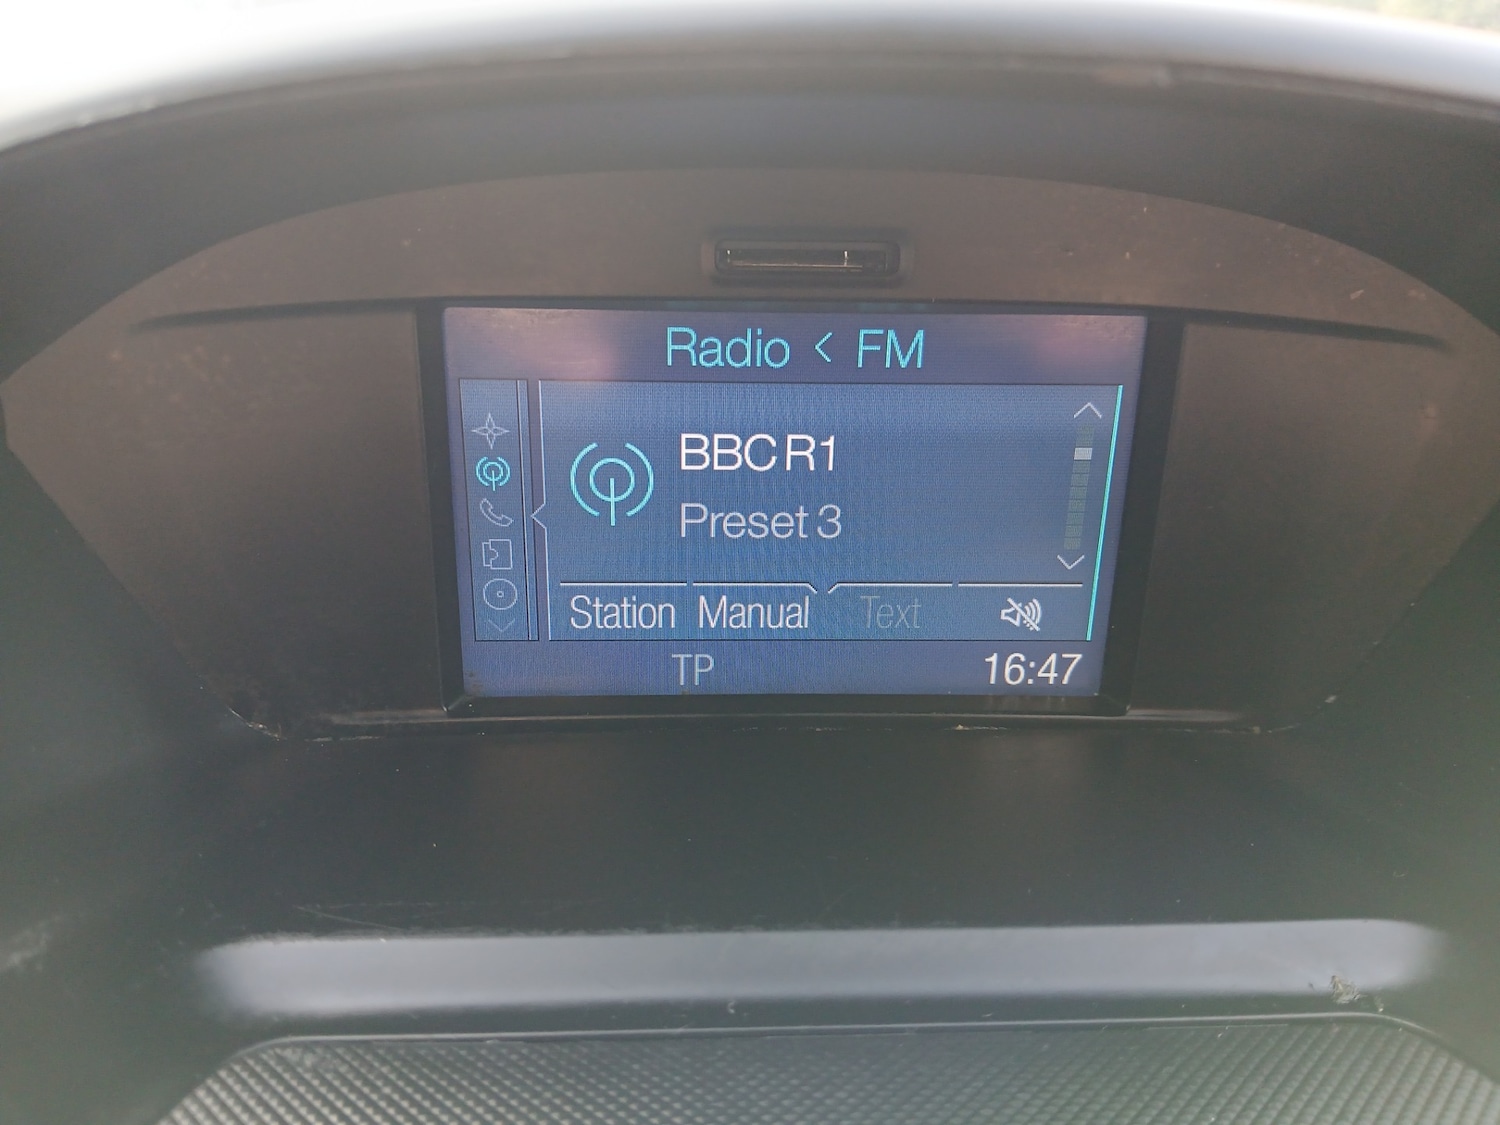 Radio < FM
BBC R1
Preset 3
Station Manual Text
TP 16:47